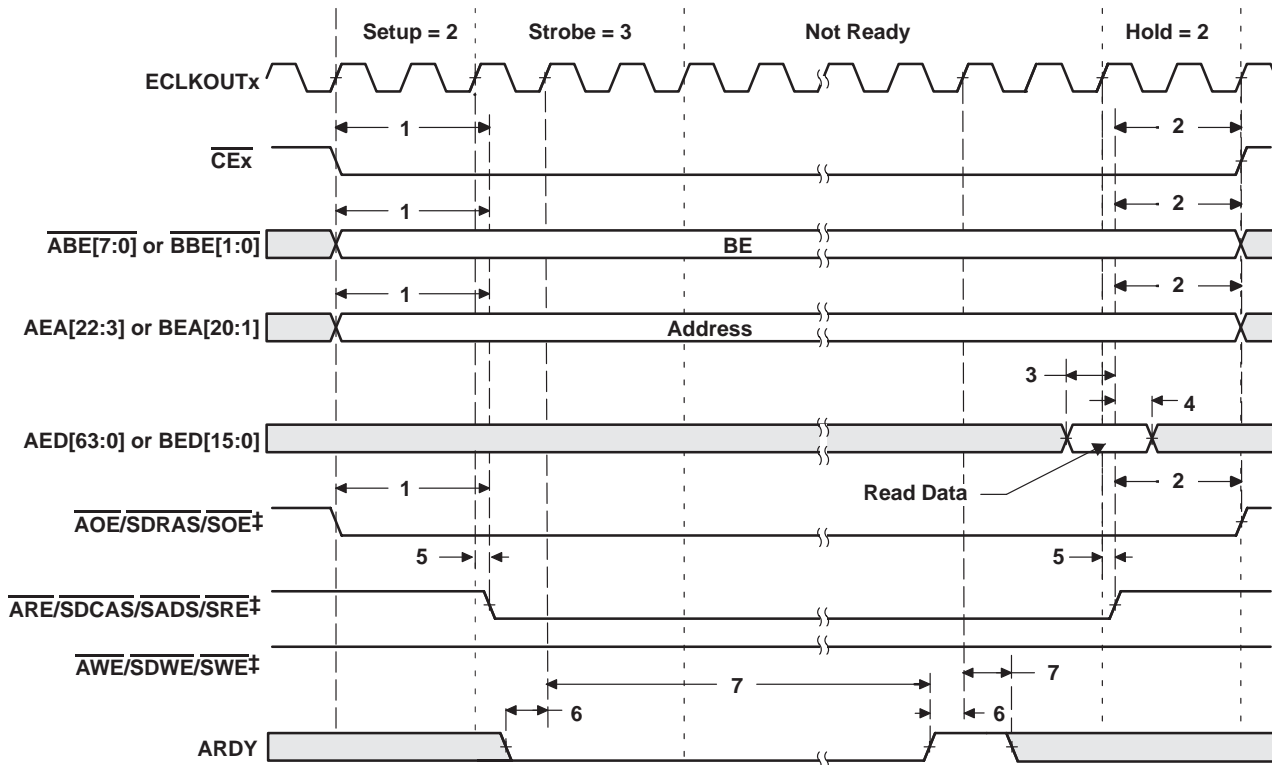 Setup = 2 Strobe = 3 Not Ready Hold = 2
ECLKOUTx
1 2
CEx
1 2
ABE[7:0] or BBE[1:0] BE
1 2
AEA[22:3] or BEA[20:1] Address
3
4
AED[63:0] or BED[15:0]
Read Data
1 2
AOE/SDRAS/SOE‡
5 5
ARE/SDCAS/SADS/SRE‡
AWE/SDWE/SWE‡
7 7
6 6
ARDY